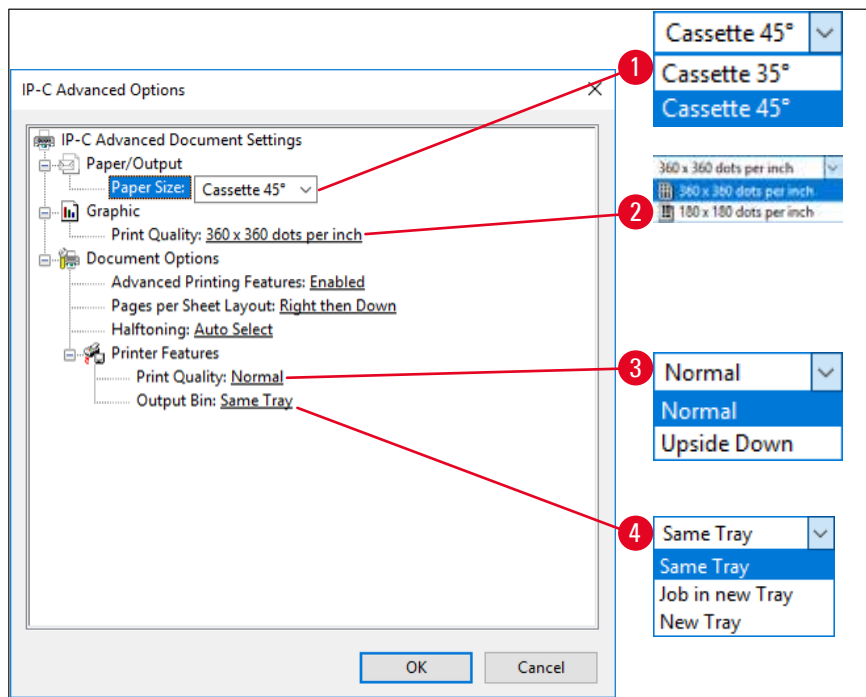 IP-C Advanced Options
IP-C Advanced Document Settings
Paper/Output
Paper Size: Cassette 45°
Graphic
Print Quality: 360 x 360 dots per inch
Document Options
Advanced Printing Features: Enabled
Pages per Sheet Layout: Right then Down
Halftoning: Auto Select
Printer Features
Print Quality: Normal
Output Bin: Same Tray
OK Cancel
1
Cassette 45°
Cassette 35°
Cassette 45°
2
360 x 360 dots per inch
360 x 360 dots per inch
180 x 180 dots per inch
3
Normal
Normal
Upside Down
4
Same Tray
Same Tray
Job in new Tray
New Tray